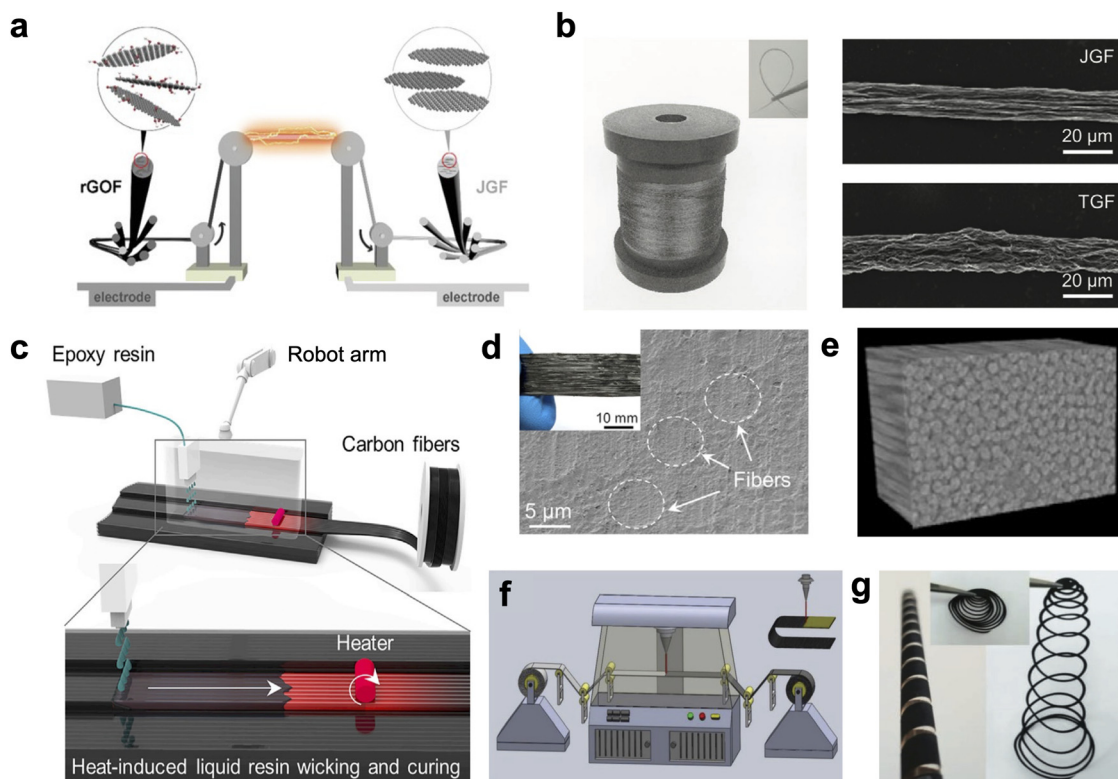 a
rGOF
JGF
electrode
electrode
b
JGF
20 µm
TGF
20 µm
c
Epoxy resin
Robot arm
Carbon fibers
Heater
Heat-induced liquid resin wicking and curing
d
10 mm
Fibers
5 µm
e
f
g